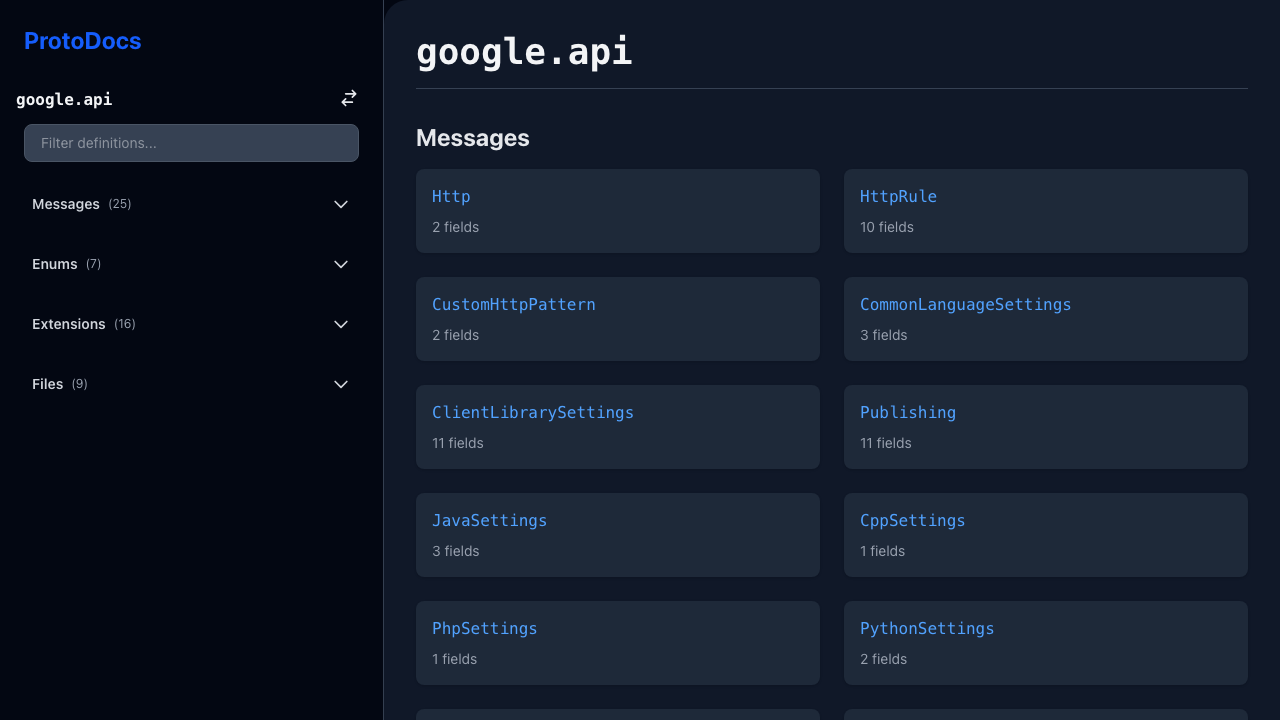 ProtoDocs
google.api
Filter definitions...
Messages (25)
Enums (7)
Extensions (16)
Files (9)
google.api
Messages
Http
2 fields
HttpRule
10 fields
CustomHttpPattern
2 fields
CommonLanguageSettings
3 fields
ClientLibrarySettings
11 fields
Publishing
11 fields
JavaSettings
3 fields
CppSettings
1 fields
PhpSettings
1 fields
PythonSettings
2 fields